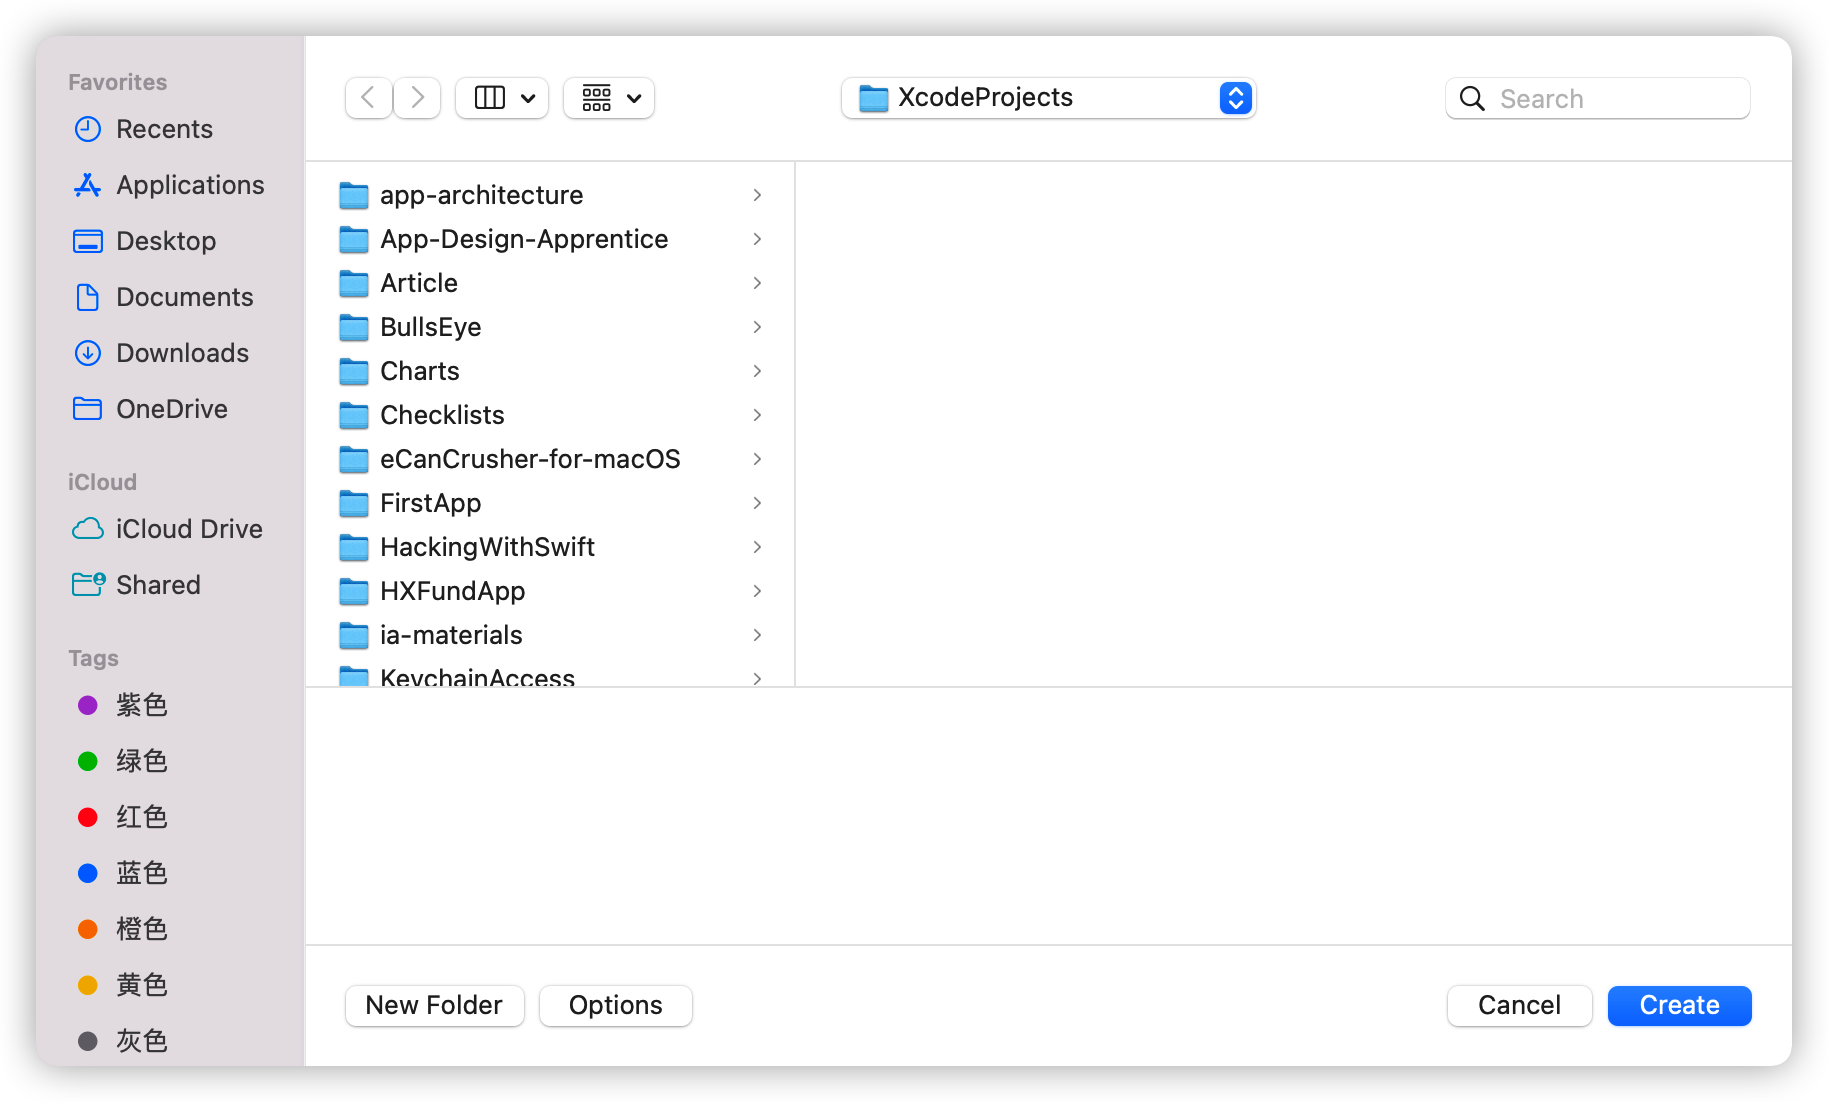 Favorites
Recents
Applications
Desktop
Documents
Downloads
OneDrive
iCloud
iCloud Drive
Shared
Tags
紫色
绿色
红色
蓝色
橙色
黄色
灰色
XcodeProjects
Search
app-architecture
App-Design-Apprentice
Article
BullsEye
Charts
Checklists
eCanCrusher-for-macOS
FirstApp
HackingWithSwift
HXFundApp
ia-materials
KeychainAccess
New Folder
Options
Cancel
Create